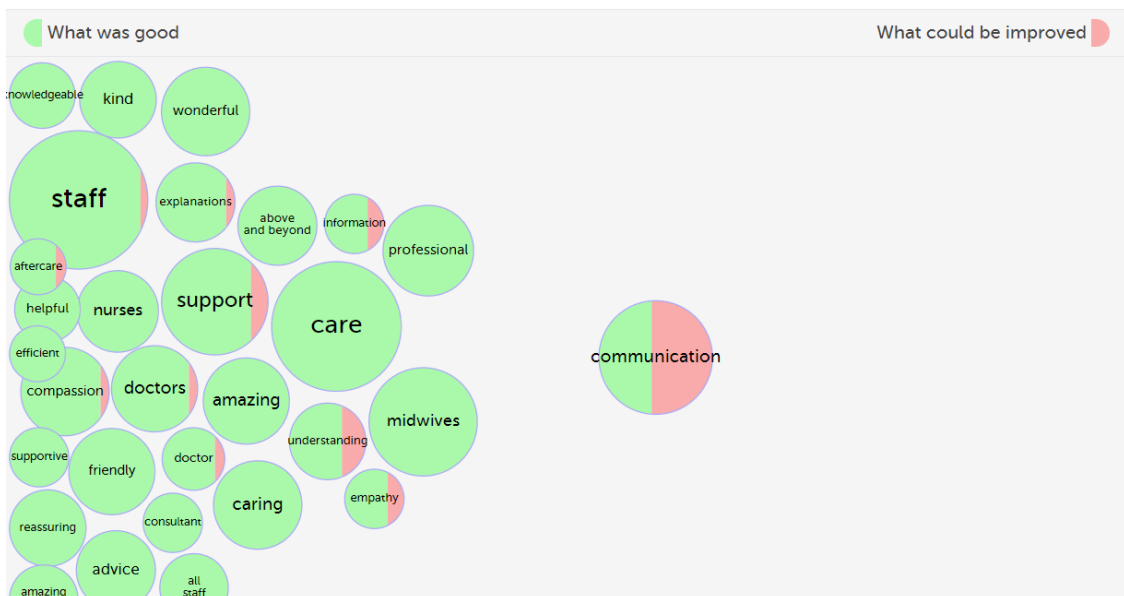 What was good
What could be improved
knowledgeable
kind
wonderful
staff
explanations
above
and beyond
information
professional
aftercare
helpful
nurses
support
care
efficient
communication
compassion
doctors
amazing
midwives
understanding
supportive
friendly
doctor
empathy
caring
reassuring
consultant
advice
all
staff
amazing